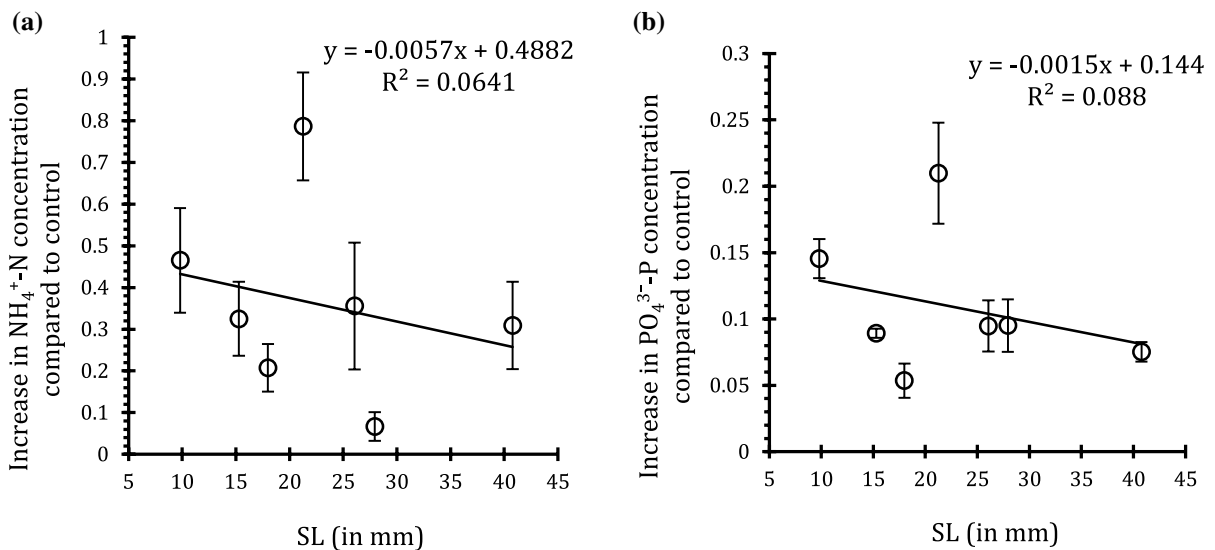 (a)
y = -0.0057x + 0.4882
R² = 0.0641
Increase in NH₄⁺-N concentration
compared to control
1
0.9
0.8
0.7
0.6
0.5
0.4
0.3
0.2
0.1
0
5 10 15 20 25 30 35 40 45
SL (in mm)
(b)
y = -0.0015x + 0.144
R² = 0.088
Increase in PO₄³⁻-P concentration
compared to control
0.3
0.25
0.2
0.15
0.1
0.05
0
5 10 15 20 25 30 35 40 45
SL (in mm)